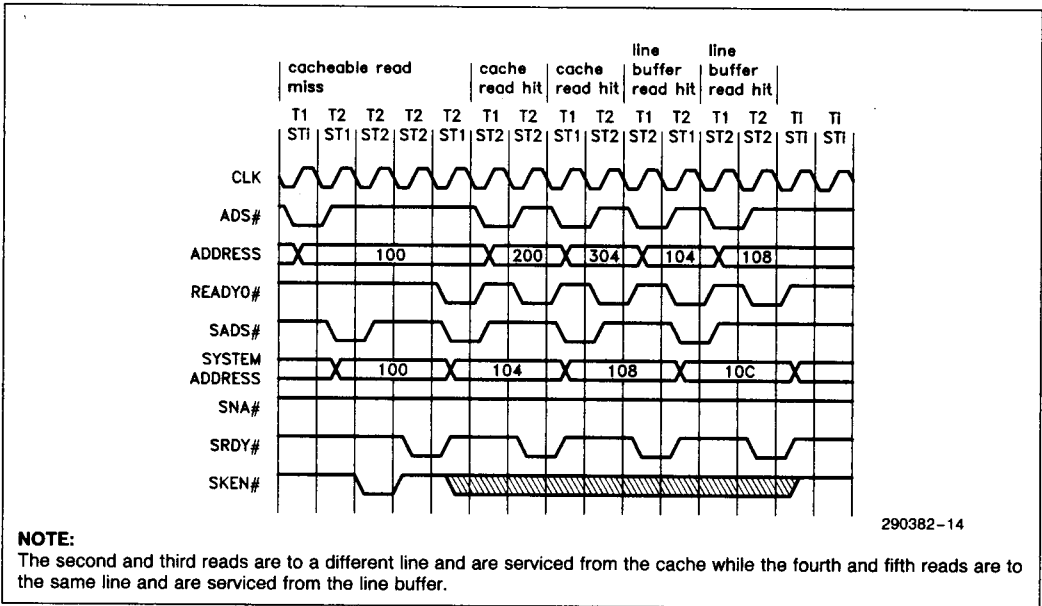 line line
cacheable read cache cache buffer buffer
miss read hit read hit read hit read hit
T1 T2 T2 T2 T2 T1 T2 T1 T2 T1 T2 T1 T2 Ti Ti
STi ST1 ST2 ST2 ST1 ST2 ST2 ST1 ST2 ST2 ST1 ST2 ST2 STi STi
CLK
ADS#
ADDRESS 100 200 304 104 108
READYO#
SADS#
SYSTEM ADDRESS 100 104 108 10C
SNA#
SRDY#
SKEN#
290382-14
NOTE:
The second and third reads are to a different line and are serviced from the cache while the fourth and fifth reads are to
the same line and are serviced from the line buffer.